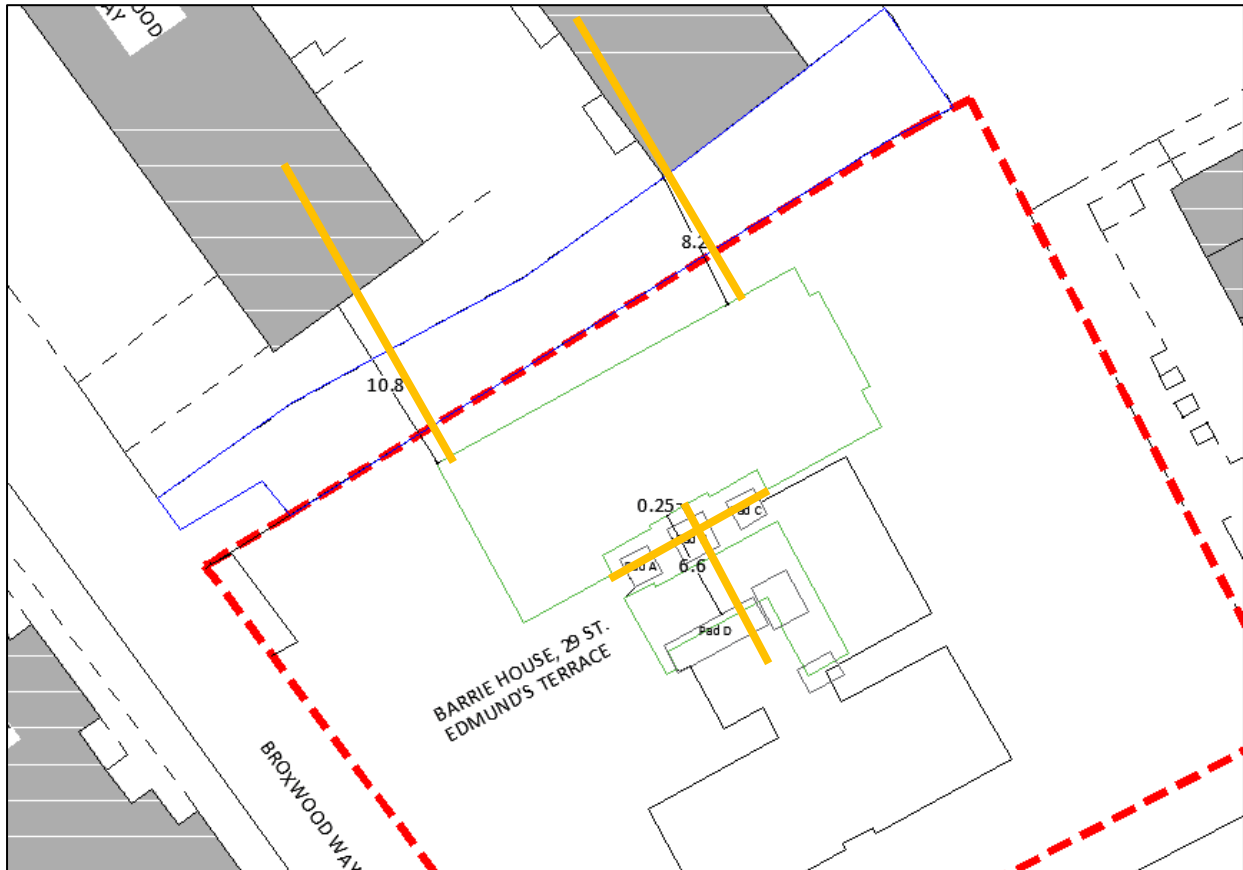 OOD
AY
8.2
10.8
0.25
Pad C
Pad
Pad A
6.6
Pad D
BARRIE HOUSE, 29 ST.
EDMUND'S TERRACE
BROXWOOD WAY